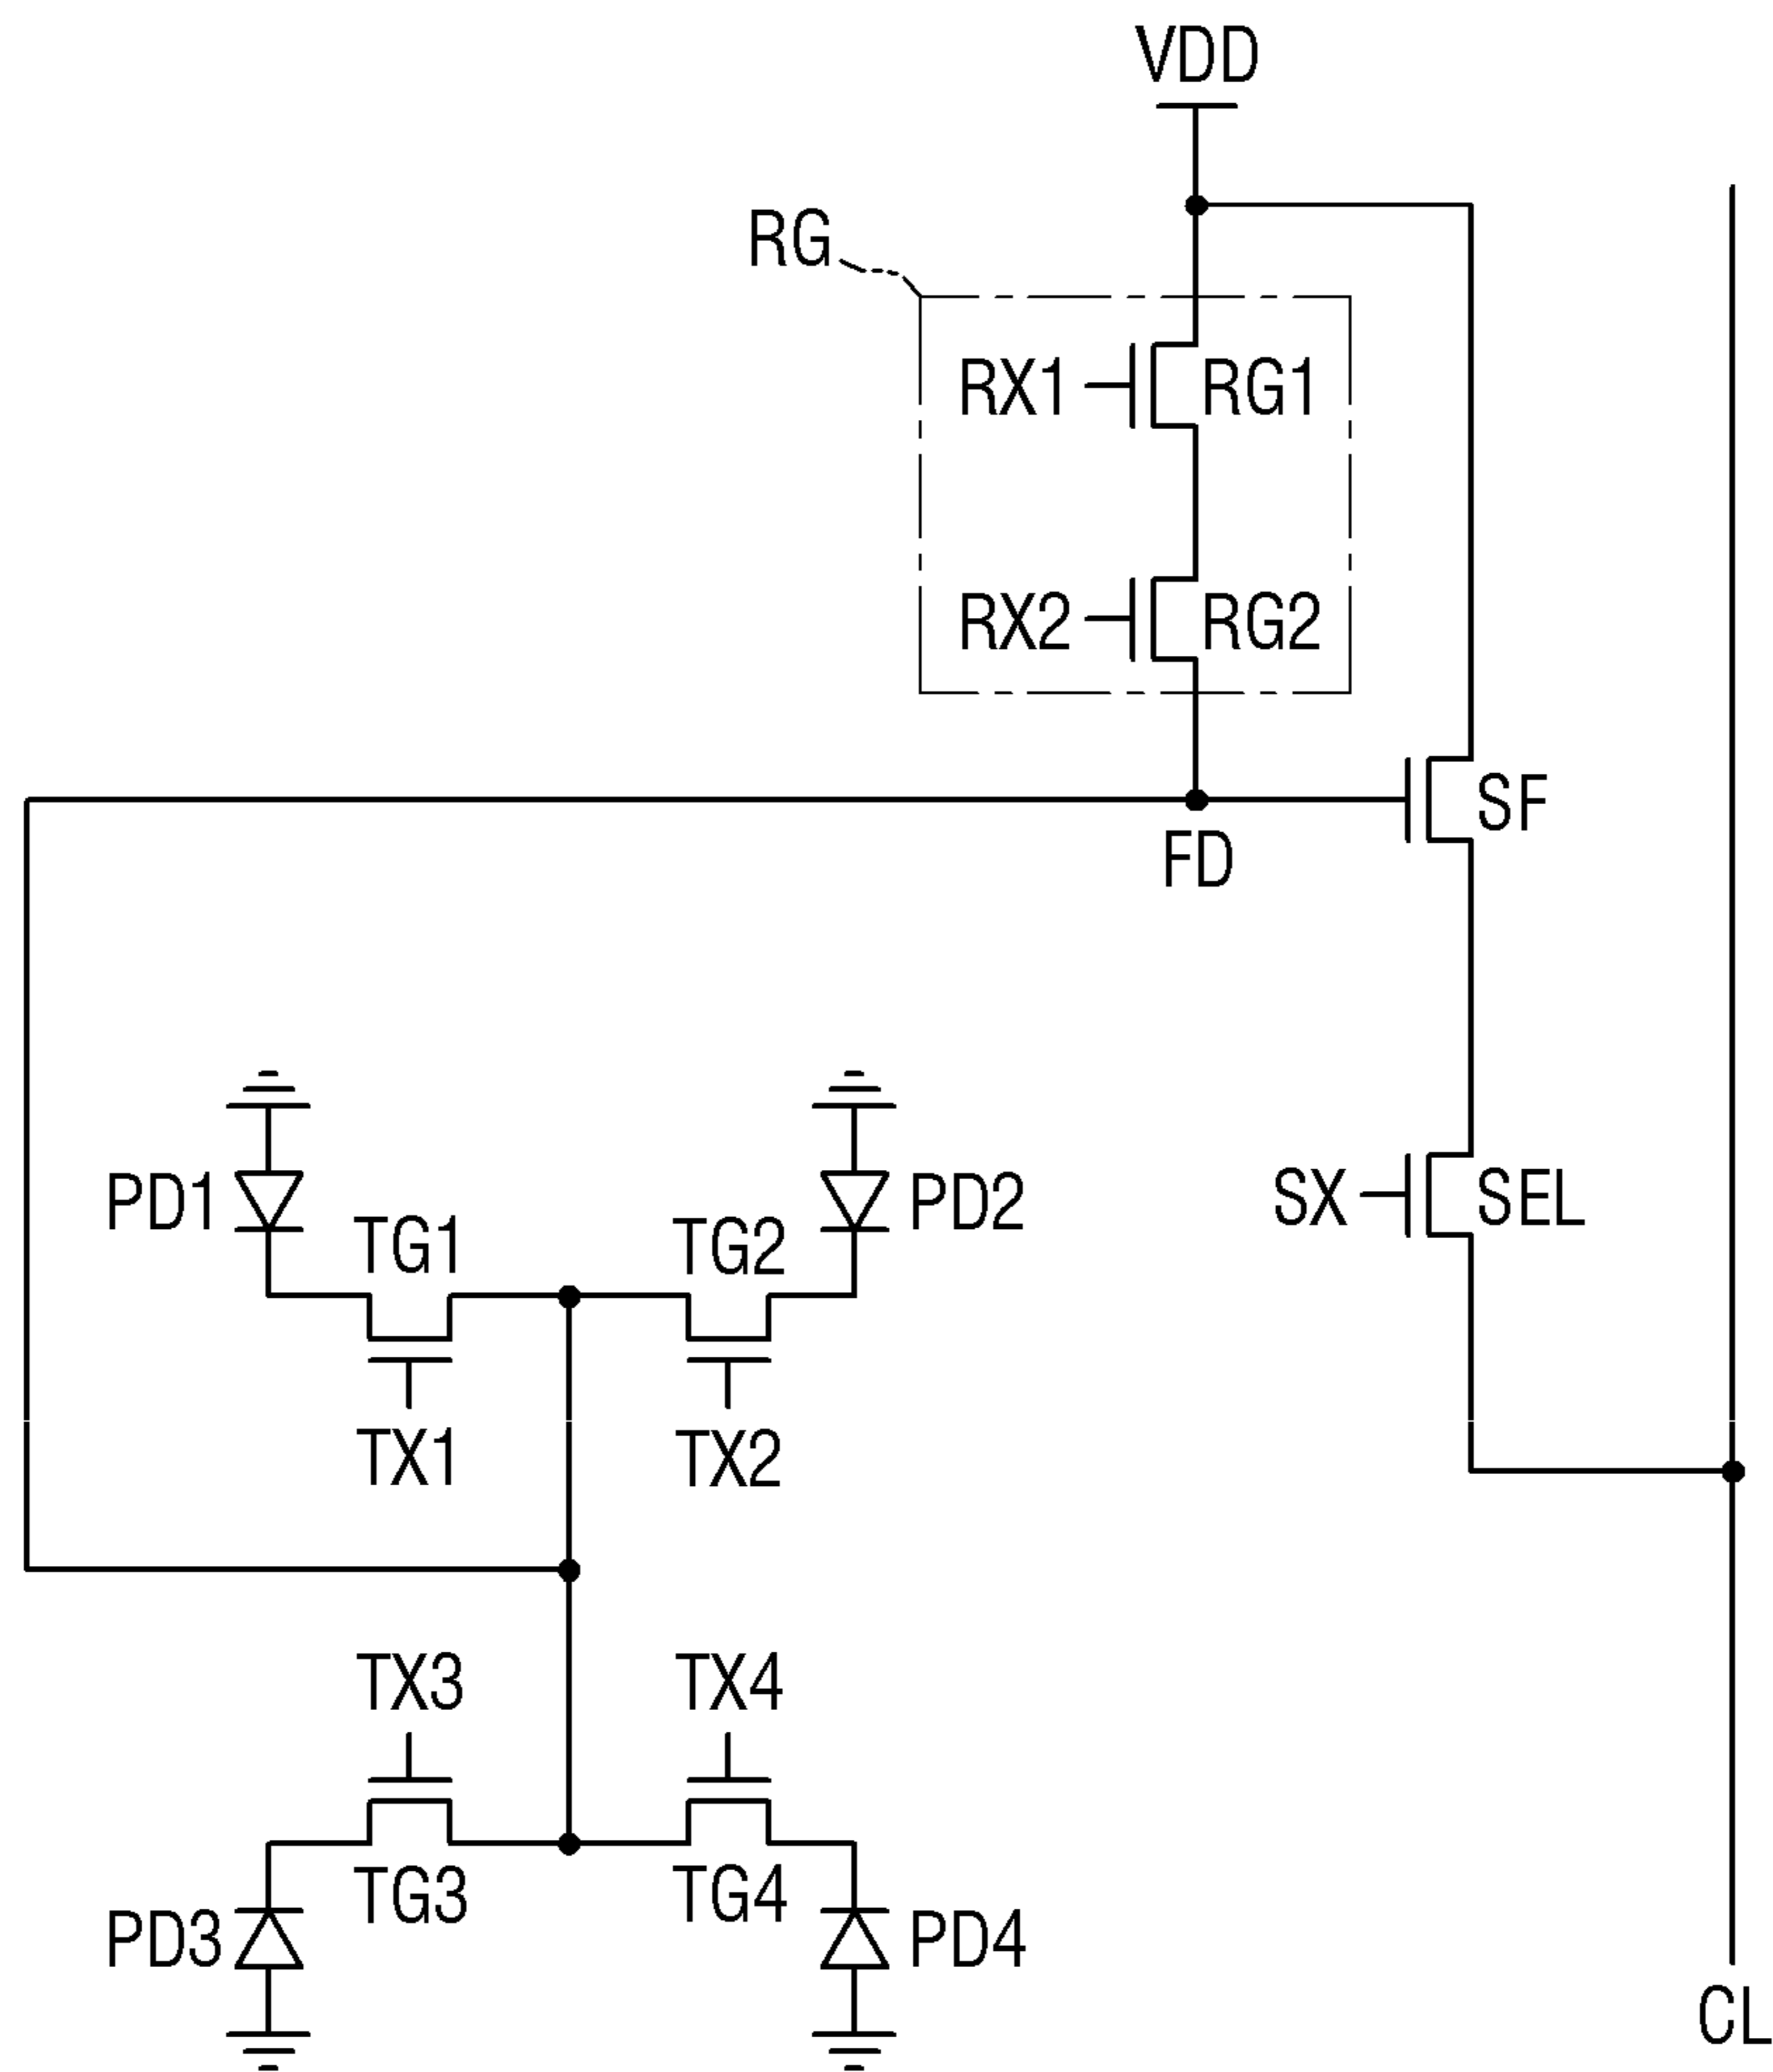 VDD
RG
RX1
RG1
RX2
RG2
SF
FD
PD1
TG1
TG2
PD2
SX
SEL
TX1
TX2
TX3
TX4
TG3
TG4
PD3
PD4
CL